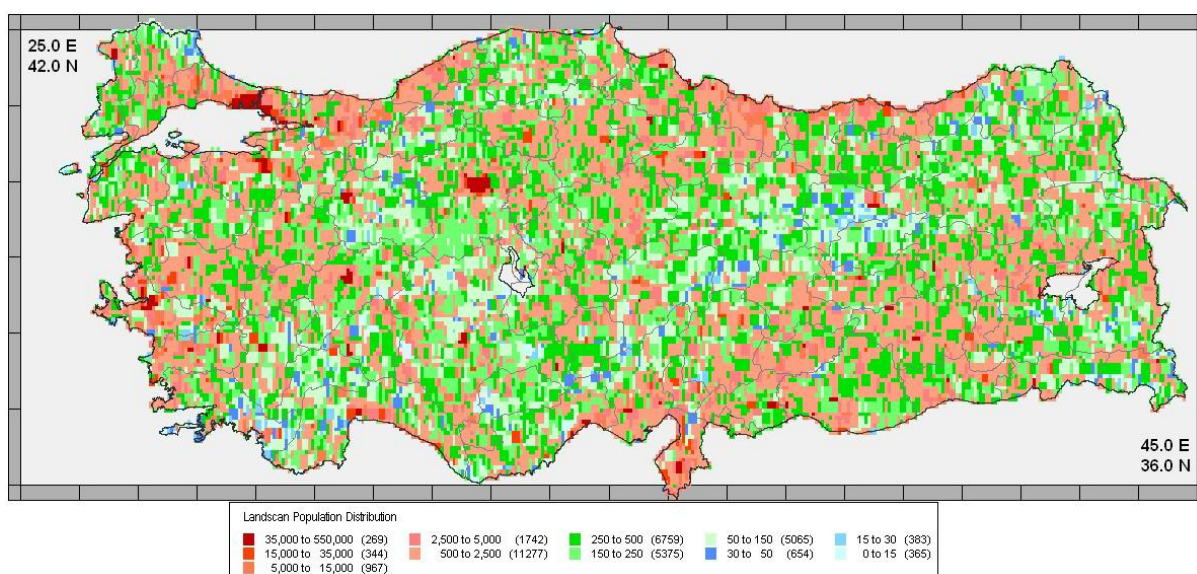 25.0 E
42.0 N
45.0 E
36.0 N
Landscan Population Distribution
35,000 to 550,000 (269)
15,000 to 35,000 (344)
5,000 to 15,000 (967)
2,500 to 5,000 (1742)
500 to 2,500 (11277)
250 to 500 (6759)
150 to 250 (5375)
50 to 150 (5065)
30 to 50 (654)
15 to 30 (383)
0 to 15 (365)